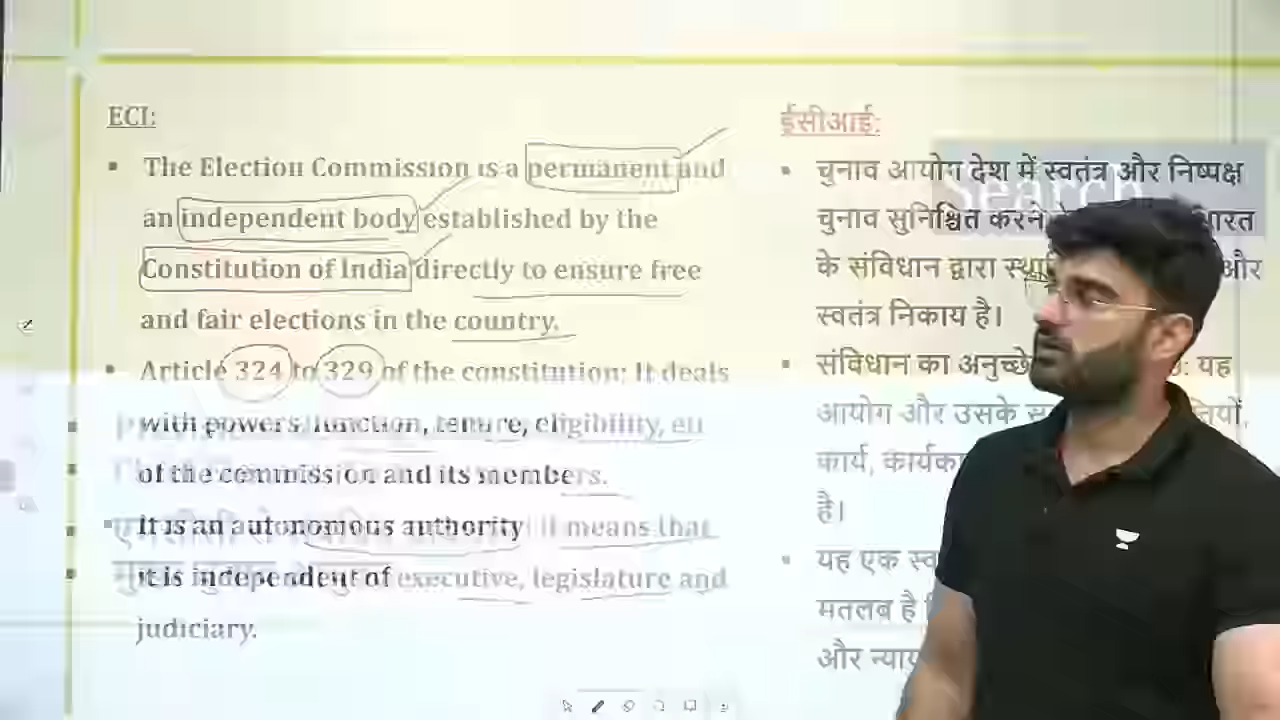 ECI:
▪ The Election Commission is a permanent and
an independent body established by the
Constitution of India directly to ensure free
and fair elections in the country.
▪ Article 324 to 329 of the constitution: It deals
with powers, function, tenure, eligibility,
of the commission and its members.
▪ It is an autonomous authority it means that
it is independent of executive, legislature and
judiciary.
ईसीआई:
▪ चुनाव आयोग देश में स्वतंत्र और निष्पक्ष
चुनाव सुनिश्चित करने
के संविधान द्वारा और
स्वतंत्र निकाय है।
▪ संविधान का यह
आयोग और उसके
कार्य,
है।
▪ यह एक
मतलब है
और
Search